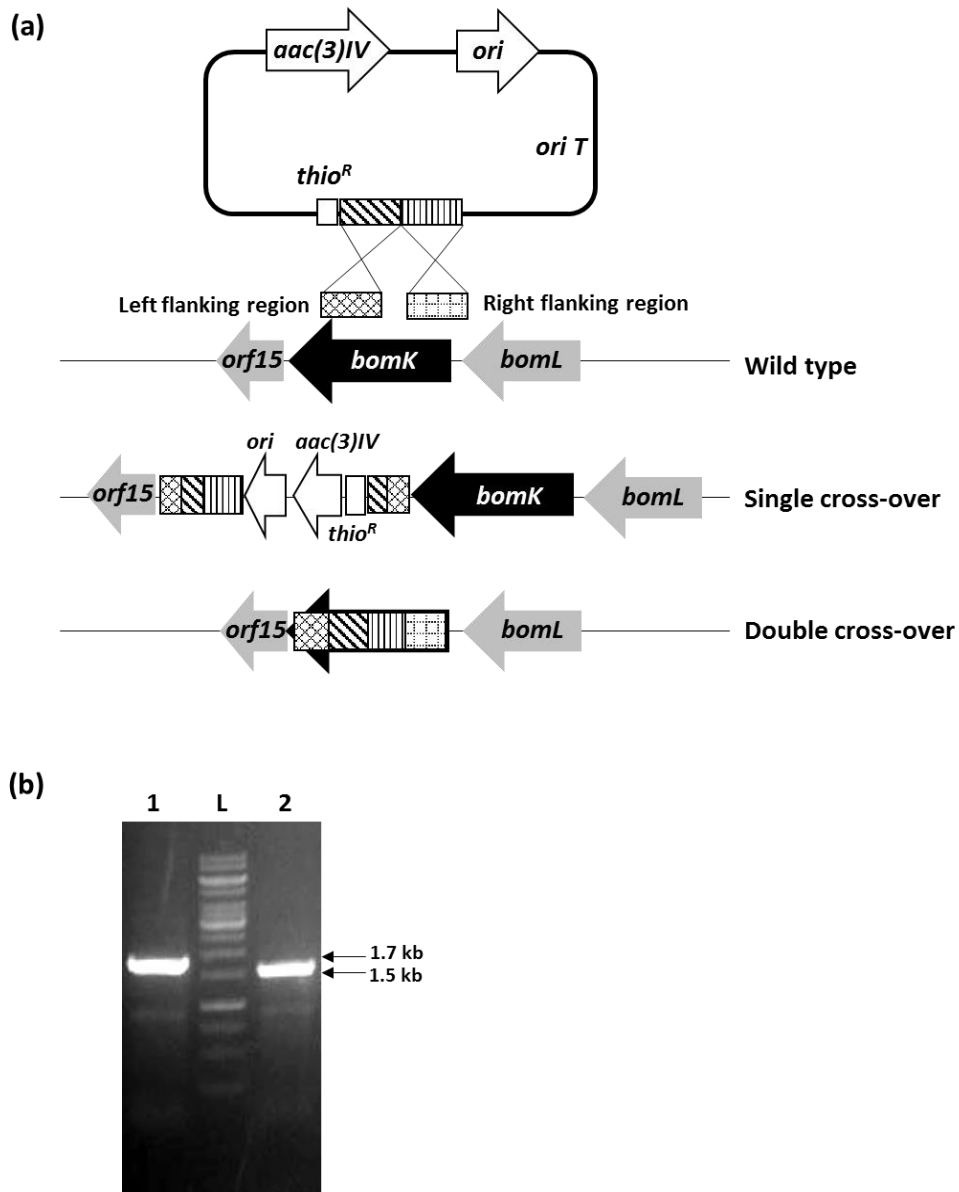 (a)
aac(3)IV
ori
ori T
thioR
Left flanking region
Right flanking region
orf15
bomK
bomL
Wild type
ori
aac(3)IV
orf15
bomK
bomL
Single cross-over
thioR
orf15
bomL
Double cross-over
(b)
1 L 2
1.7 kb
1.5 kb